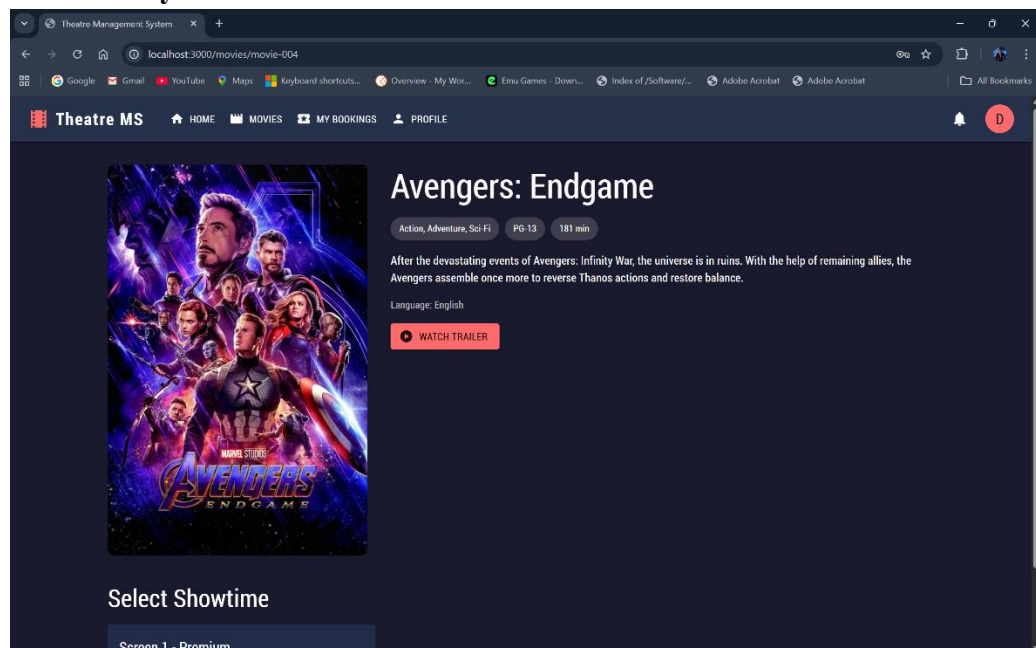 Theatre Management System
localhost:3000/movies/movie-004
Google Gmail YouTube Maps Keyboard shortcuts... Overview - My Wor... Emu Games - Down... Index of /Software/... Adobe Acrobat Adobe Acrobat All Bookmarks
Theatre MS HOME MOVIES MY BOOKINGS PROFILE D
Avengers: Endgame
Action, Adventure, Sci-Fi PG-13 181 min
After the devastating events of Avengers: Infinity War, the universe is in ruins. With the help of remaining allies, the
Avengers assemble once more to reverse Thanos actions and restore balance.
Language: English
WATCH TRAILER
MARVEL STUDIOS
AVENGERS
ENDGAME
Select Showtime
Screen 1 - Premium